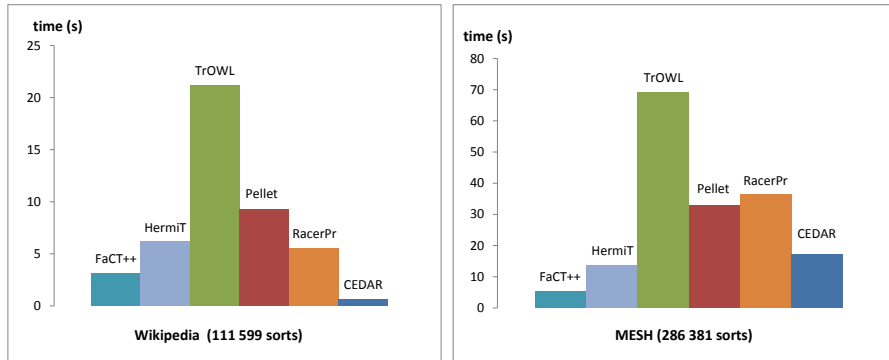 time (s)
25
20
15
10
5
0
TrOWL
Pellet
HermiT
RacerPr
FaCT++
CEDAR
Wikipedia (111 599 sorts)
time (s)
80
70
60
50
40
30
20
10
0
TrOWL
RacerPr
Pellet
CEDAR
HermiT
FaCT++
MESH (286 381 sorts)